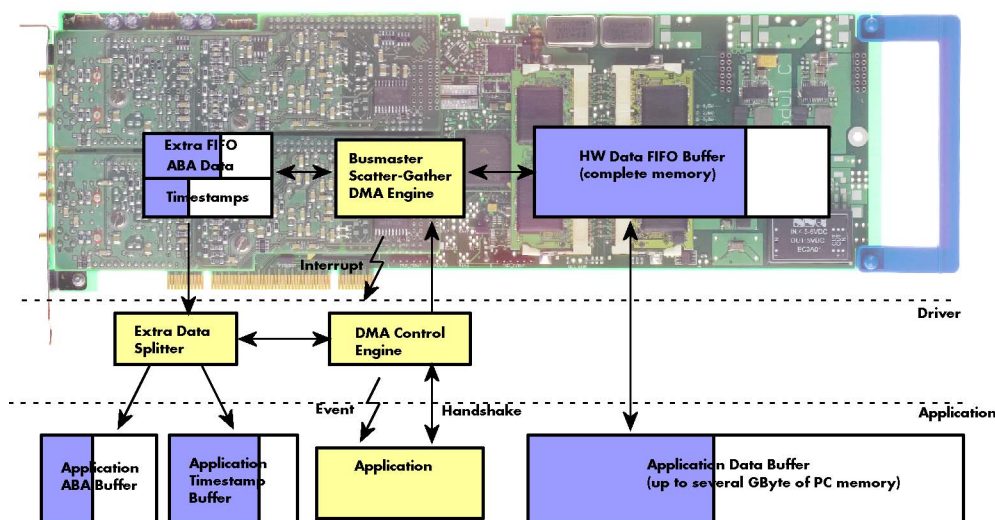 Extra FIFO
ABA Data
Timestamps
Busmaster
Scatter-Gather
DMA Engine
HW Data FIFO Buffer
(complete memory)
Interrupt
Driver
Extra Data
Splitter
DMA Control
Engine
Event
Handshake
Application
Application
ABA Buffer
Application
Timestamp
Buffer
Application
Application Data Buffer
(up to several GByte of PC memory)